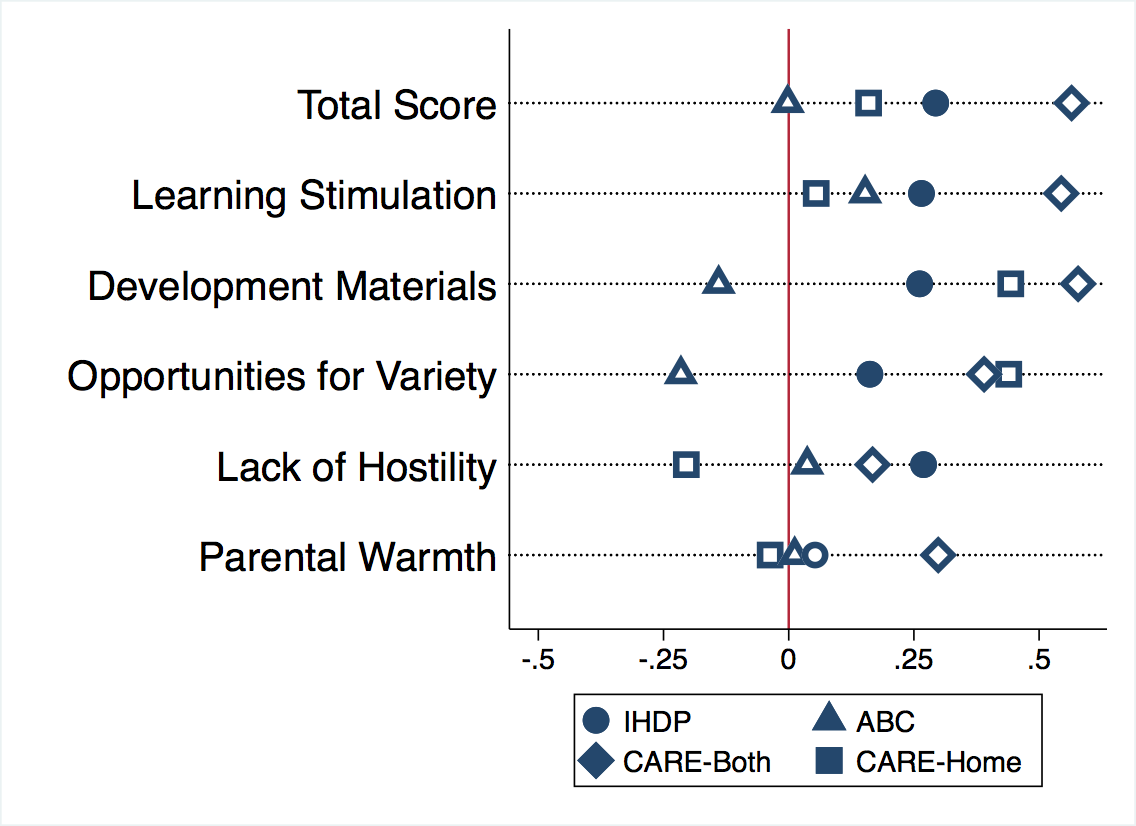 Total Score
Learning Stimulation
Development Materials
Opportunities for Variety
Lack of Hostility
Parental Warmth
-.5 -.25 0 .25 .5
IHDP ABC
CARE-Both CARE-Home